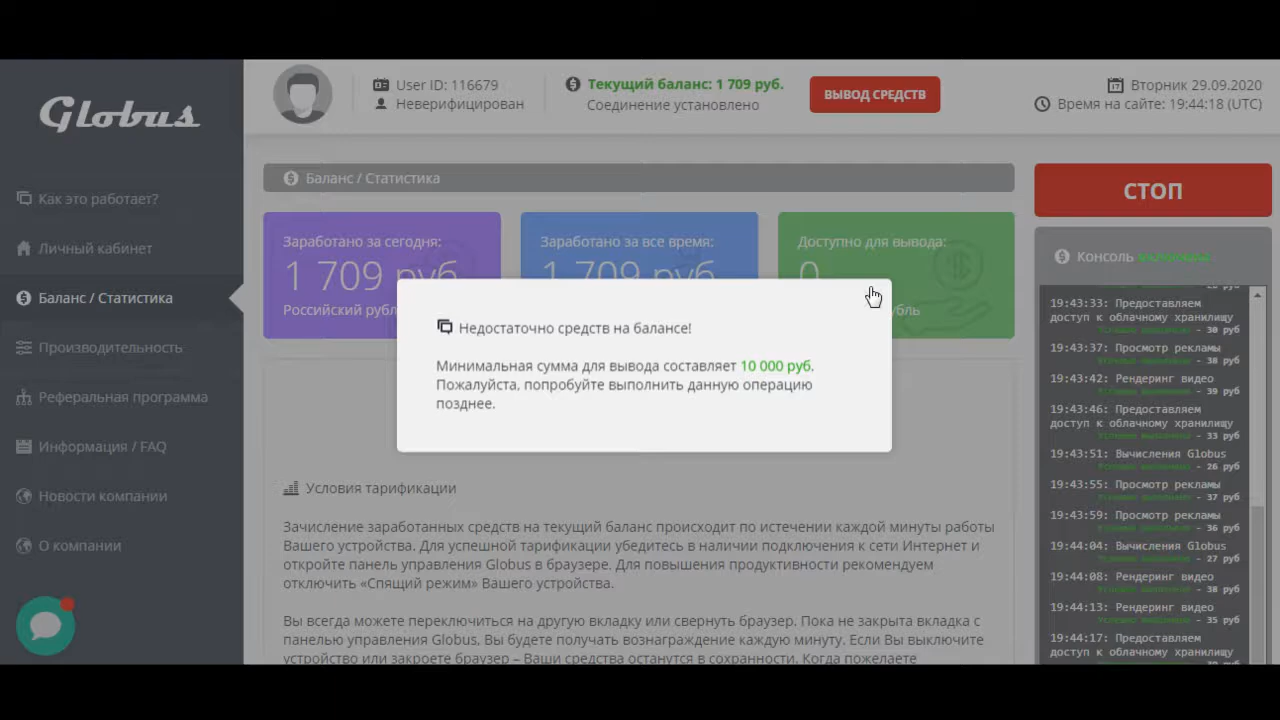 Globus
User ID: 116679
Неверифицирован
Текущий баланс: 1 709 руб.
Соединение установлено
ВЫВОД СРЕДСТВ
Вторник 29.09.2020
Время на сайте: 19:44:18 (UTC)
Как это работает?
Личный кабинет
Баланс / Статистика
Производительность
Реферальная программа
Информация / FAQ
Новости компании
О компании
Баланс / Статистика
Заработано за сегодня:
1 709 руб
Российский рубль
Заработано за все время:
1 709 руб
Доступно для вывода:
0
Недостаточно средств на балансе!
Минимальная сумма для вывода составляет 10 000 руб.
Пожалуйста, попробуйте выполнить данную операцию
позднее.
Условия тарификации
Зачисление заработанных средств на текущий баланс происходит по истечении каждой минуты работы
Вашего устройства. Для успешной тарификации убедитесь в наличии подключения к сети Интернет и
откройте панель управления Globus в браузере. Для повышения продуктивности рекомендуем
отключить «Спящий режим» Вашего устройства.
Вы всегда можете переключиться на другую вкладку или свернуть браузер. Пока не закрыта вкладка с
панелью управления Globus, Вы будете получать вознаграждение каждую минуту. Если Вы выключите
устройство или закроете браузер – Ваши средства останутся в сохранности. Когда пожелаете
СТОП
Консоль
19:43:33: Предоставляем
доступ к облачному хранилищу
- 30 руб
19:43:37: Просмотр рекламы
- 38 руб
19:43:42: Рендеринг видео
- 39 руб
19:43:46: Предоставляем
доступ к облачному хранилищу
- 33 руб
19:43:51: Вычисления Globus
- 26 руб
19:43:55: Просмотр рекламы
- 37 руб
19:43:59: Просмотр рекламы
- 36 руб
19:44:04: Вычисления Globus
- 27 руб
19:44:08: Рендеринг видео
- 38 руб
19:44:13: Рендеринг видео
- 35 руб
19:44:17: Предоставляем
доступ к облачному хранилищу